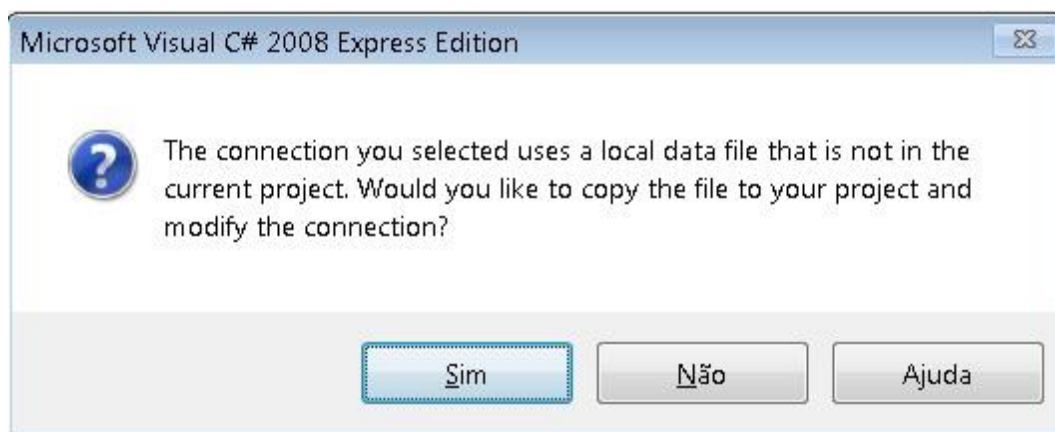 Microsoft Visual C# 2008 Express Edition
The connection you selected uses a local data file that is not in the
current project. Would you like to copy the file to your project and
modify the connection?
Sim Não Ajuda